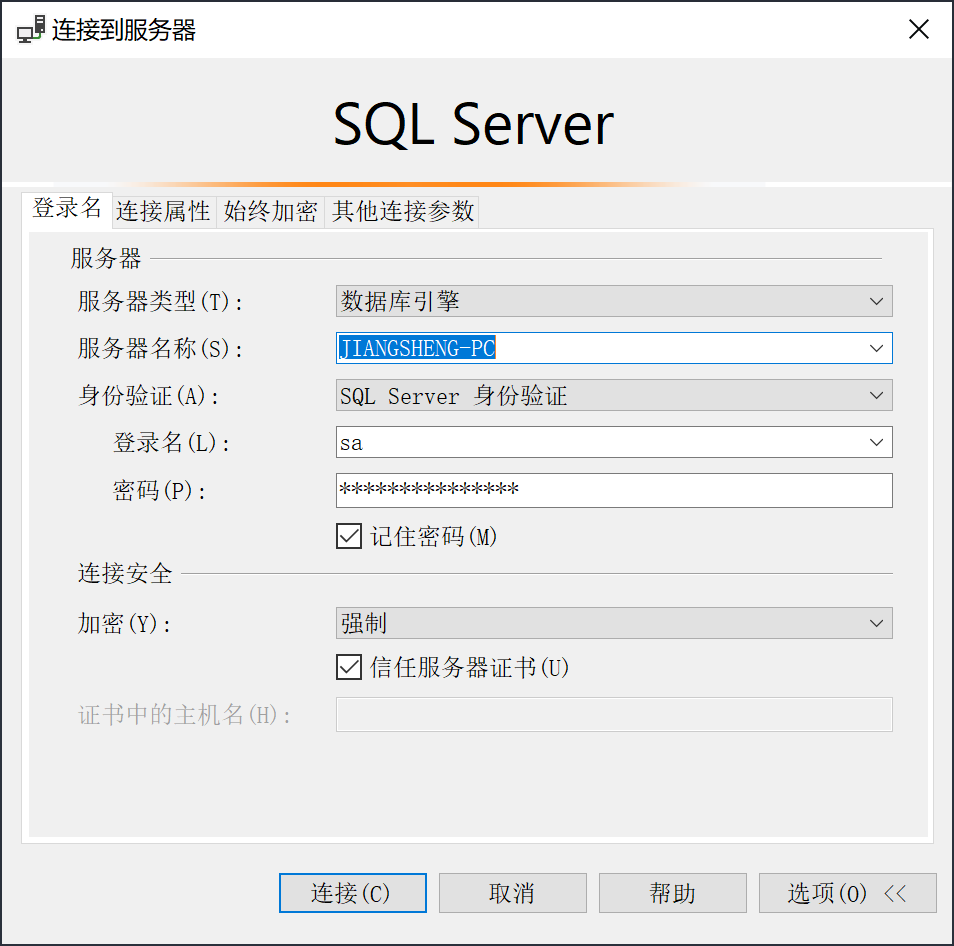 连接到服务器
SQL Server
登录名 连接属性 始终加密 其他连接参数
服务器
服务器类型(T): 数据库引擎
服务器名称(S): JIANGSHENG-PC
身份验证(A): SQL Server 身份验证
登录名(L): sa
密码(P): ***************
记住密码(M)
连接安全
加密(Y): 强制
信任服务器证书(U)
证书中的主机名(H):
连接(C) 取消 帮助 选项(O) <<